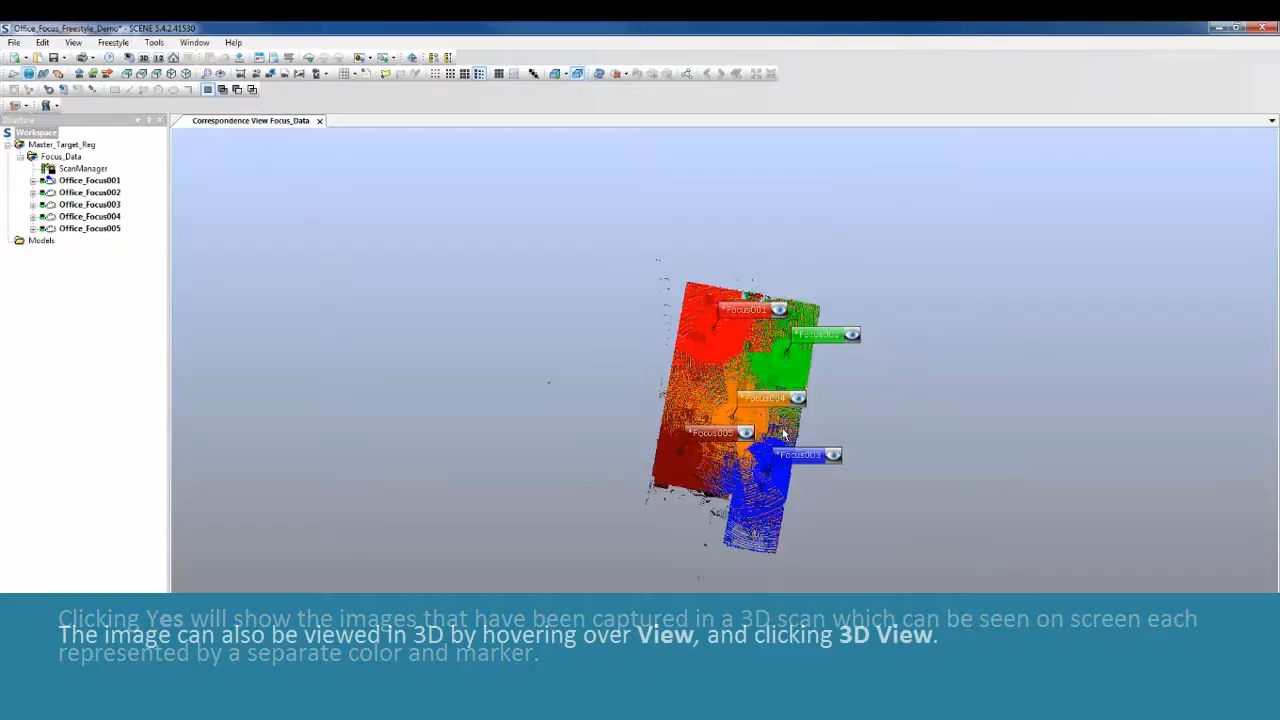 Office_Focus_Freestyle_Demo* - SCENE 5.4.2.41530
File Edit View Freestyle Tools Window Help
Structure
Correspondence View Focus_Data
Workspace
Master_Target_Reg
Focus_Data
ScanManager
Office_Focus001
Office_Focus002
Office_Focus003
Office_Focus004
Office_Focus005
Models
*Focus001
*Focus002
*Focus004
*Focus005
*Focus003
Clicking Yes will show the images that have been captured in a 3D scan which can be seen on screen each
The image can also be viewed in 3D by hovering over View, and clicking 3D View.
represented by a separate color and marker.